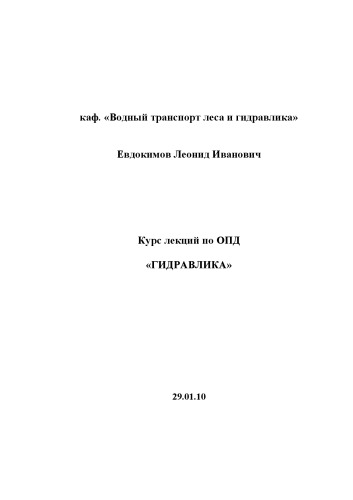 каф. «Водный транспорт леса и гидравлика»
Евдокимов Леонид Иванович
Курс лекций по ОПД
«ГИДРАВЛИКА»
29.01.10